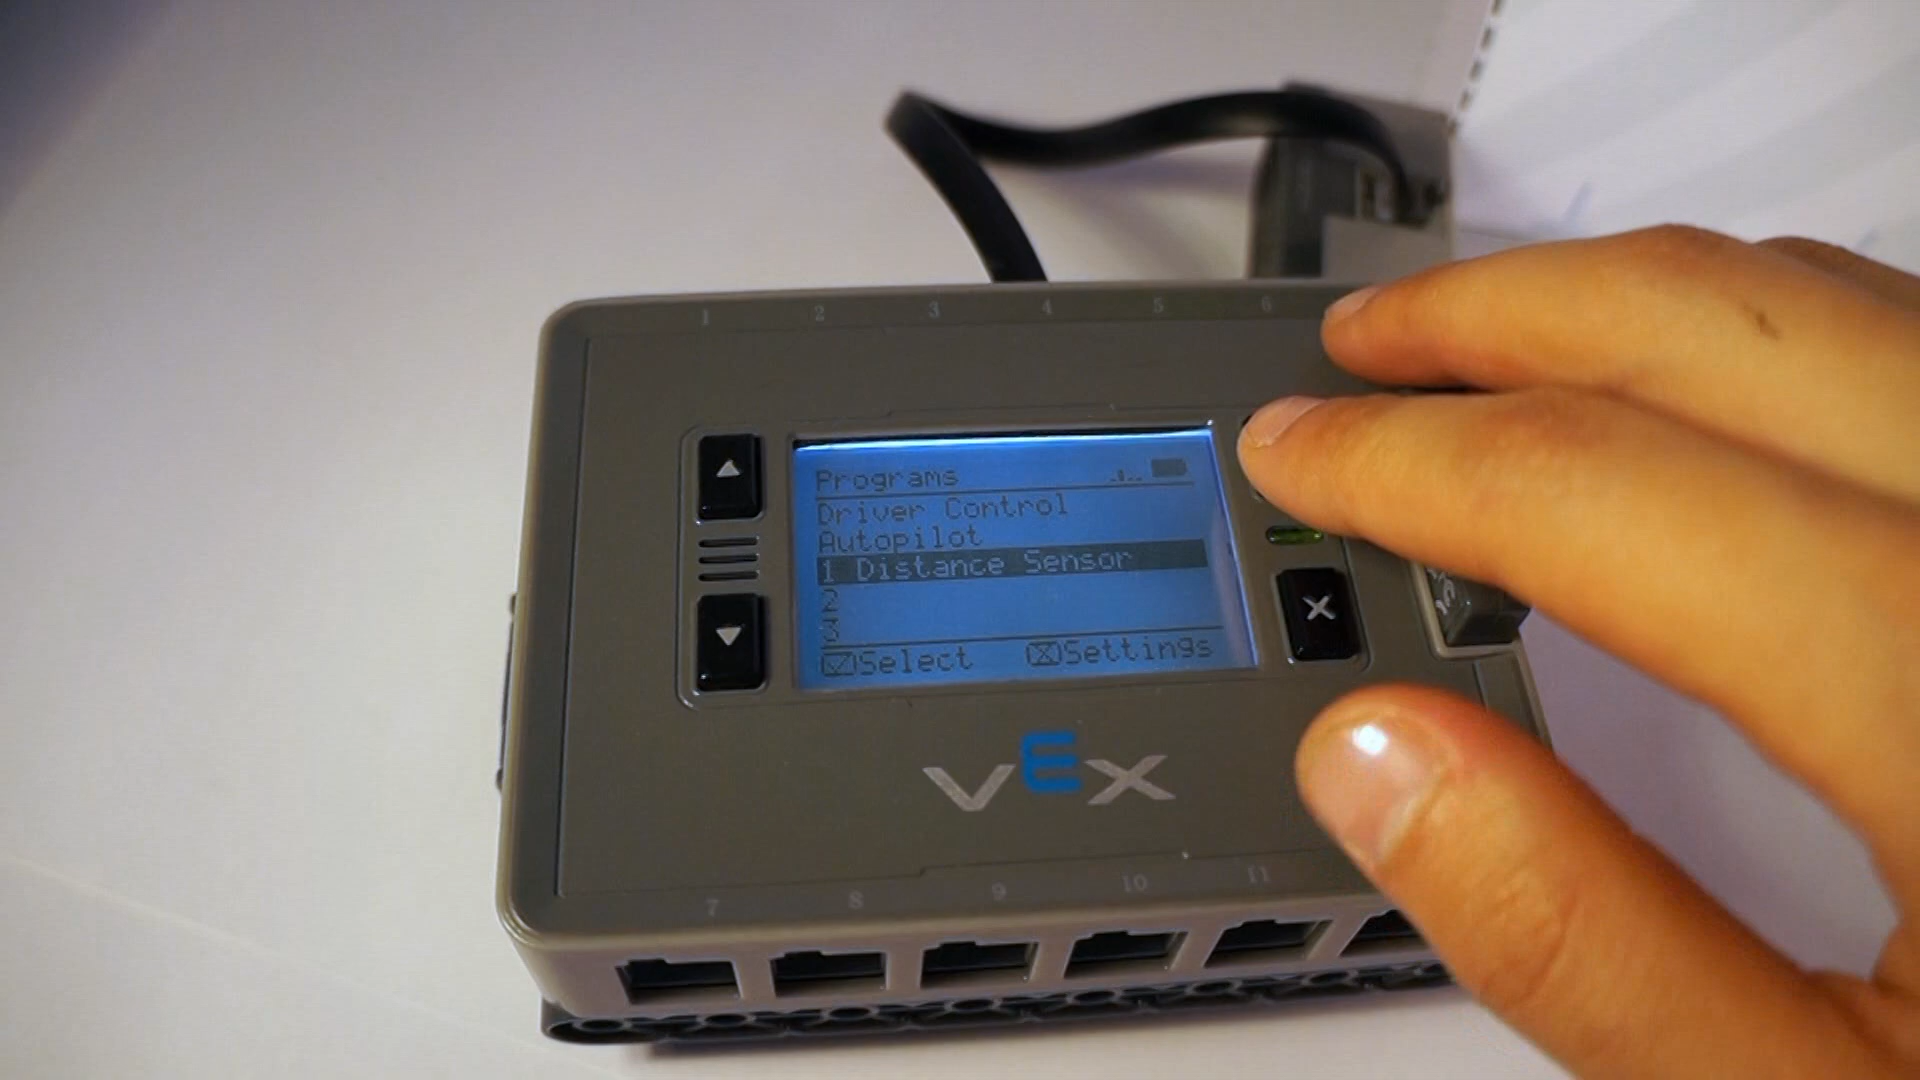 1 2 3 4 5 6
Programs
Driver Control
Autopilot
1 Distance Sensor
2
3
Select Settings
VEX
7 8 9 10 11